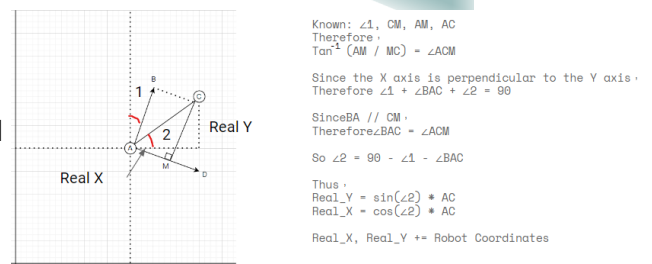 B
1
C
Real Y
2
A
M
D
Real X
Known: ∠1, CM, AM, AC
Therefore，
Tan⁻¹ (AM / MC) = ∠ACM
Since the X axis is perpendicular to the Y axis，
Therefore ∠1 + ∠BAC + ∠2 = 90
SinceBA // CM，
Therefore∠BAC = ∠ACM
So ∠2 = 90 - ∠1 - ∠BAC
Thus，
Real_Y = sin(∠2) * AC
Real_X = cos(∠2) * AC
Real_X, Real_Y += Robot Coordinates